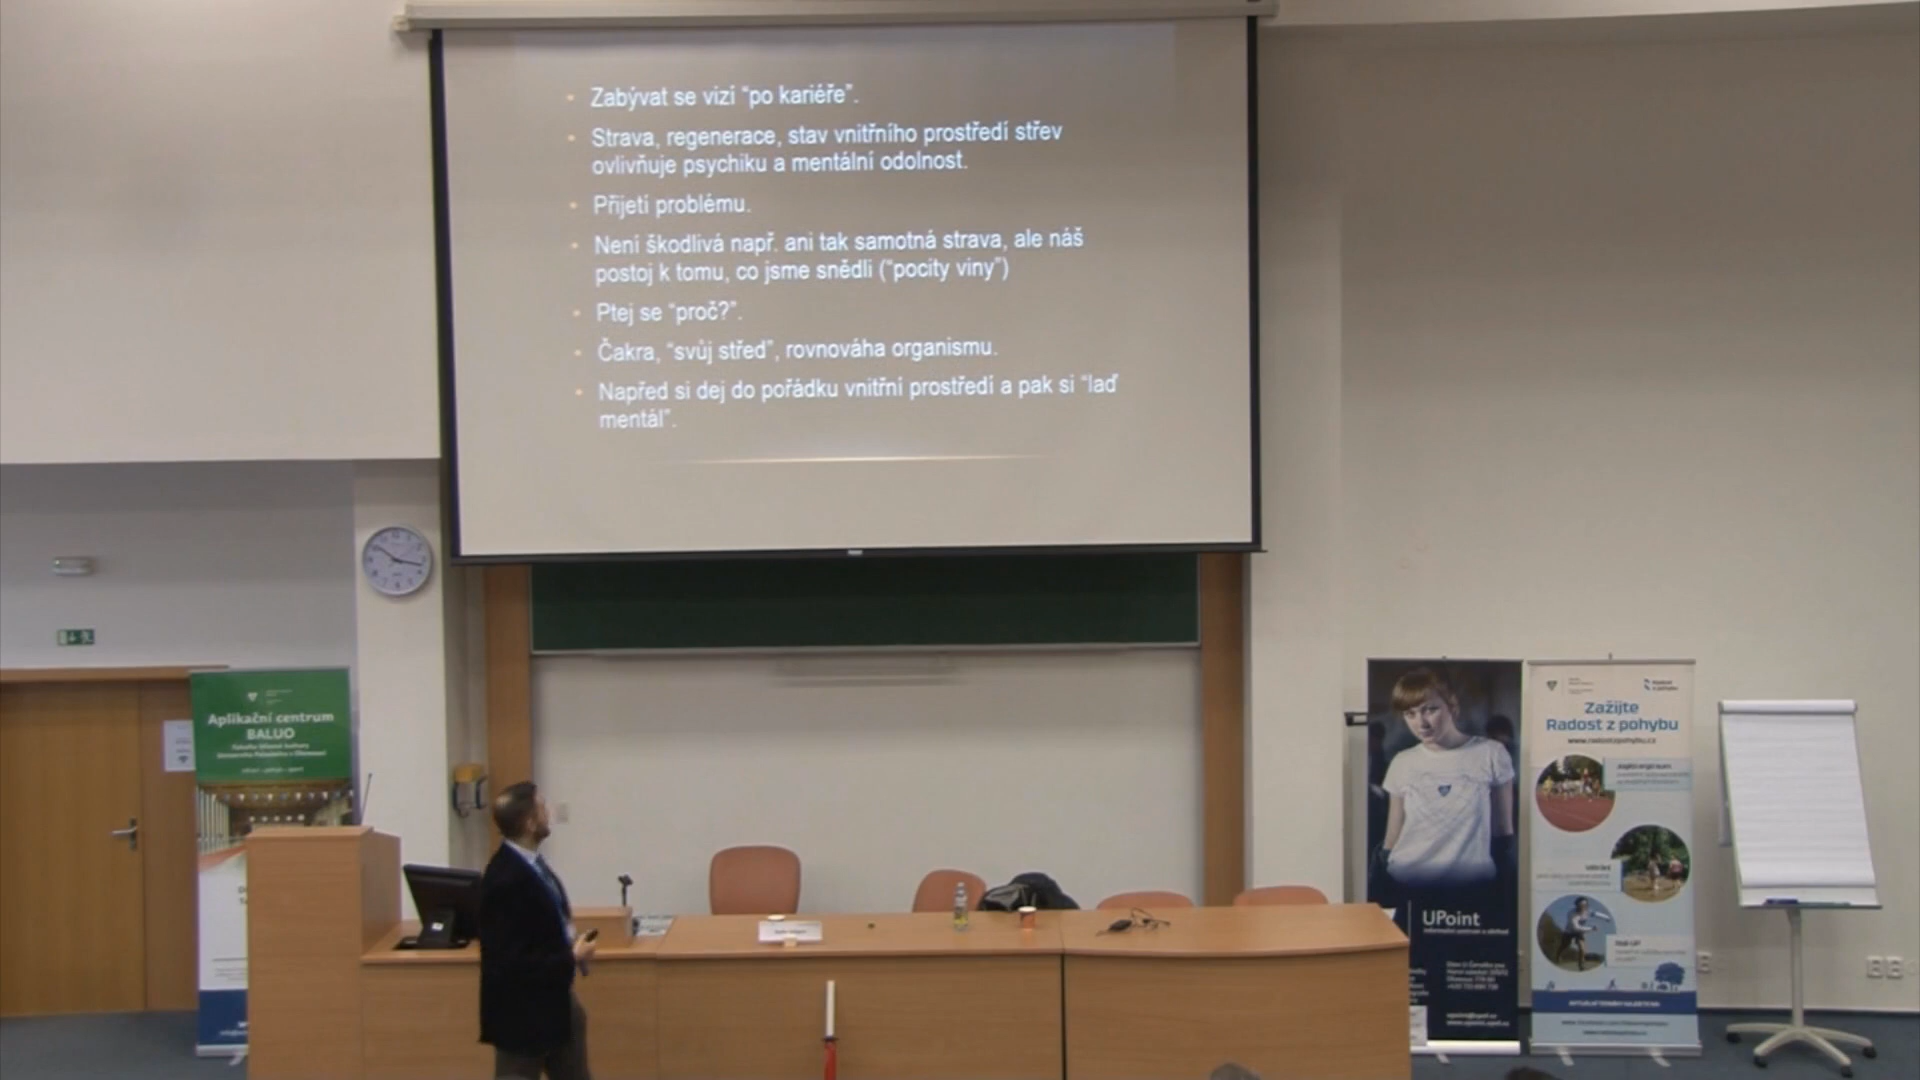 Zabývat se vizí “po kariéře”.
Strava, regenerace, stav vnitřního prostředí střev
ovlivňuje psychiku a mentální odolnost.
Přijetí problému.
Není škodlivá např. ani tak samotná strava, ale náš
postoj k tomu, co jsme snědli (“pocity viny”)
Ptej se “proč?”.
Čakra, “svůj střed”, rovnováha organismu.
Napřed si dej do pořádku vnitřní prostředí a pak si “laď
mentál”.
Aplikační centrum
BALUO
UPoint
Zažijte
Radost z pohybu
www.radostzpohybu.cz